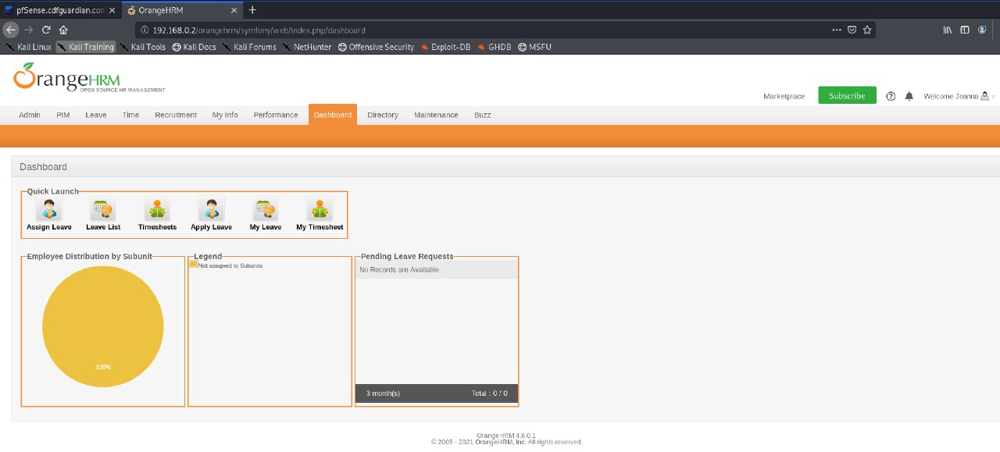 pfSense.cdfguardian.com
OrangeHRM
192.168.0.2/orangehrm/symfony/web/index.php/dashboard
Kali Linux Kali Training Kali Tools Kali Docs Kali Forums NetHunter Offensive Security Exploit-DB GHDB MSFU
OrangeHRM
OPEN SOURCE HR MANAGEMENT
Marketplace Subscribe Welcome Joanna
Admin PIM Leave Time Recruitment My Info Performance Dashboard Directory Maintenance Buzz
Dashboard
Quick Launch
Assign Leave Leave List Timesheets Apply Leave My Leave My Timesheet
Employee Distribution by Subunit
100%
Legend
Not assigned to Subunits
Pending Leave Requests
No Records are Available
3 month(s) Total : 0 / 0
OrangeHRM 4.6.0.1
© 2005 - 2021 OrangeHRM, Inc. All rights reserved.